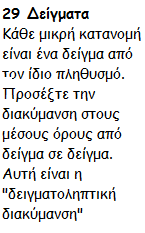 29 Δείγματα
Κάθε μικρή κατανομή
είναι ένα δείγμα από
τον ίδιο πληθυσμό.
Προσέξτε την
διακύμανση στους
μέσους όρους από
δείγμα σε δείγμα.
Αυτή είναι η
"δειγματοληπτική
διακύμανση"